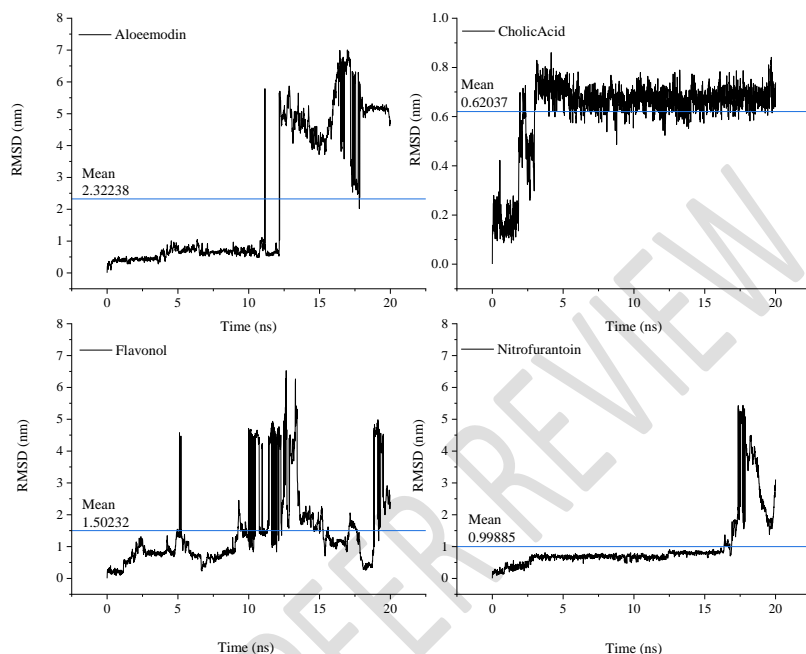 Aloeemodin
RMSD (nm)
8
7
6
5
4
3
2
1
0
Mean
2.32238
0 5 10 15 20
Time (ns)
CholicAcid
RMSD (nm)
1.0
0.8
0.6
0.4
0.2
0.0
Mean
0.62037
0 5 10 15 20
Time (ns)
Flavonol
RMSD (nm)
8
7
6
5
4
3
2
1
0
Mean
1.50232
0 5 10 15 20
Time (ns)
Nitrofurantoin
RMSD (nm)
8
7
6
5
4
3
2
1
0
Mean
0.99885
0 5 10 15 20
Time (ns)
PEER REVIEW